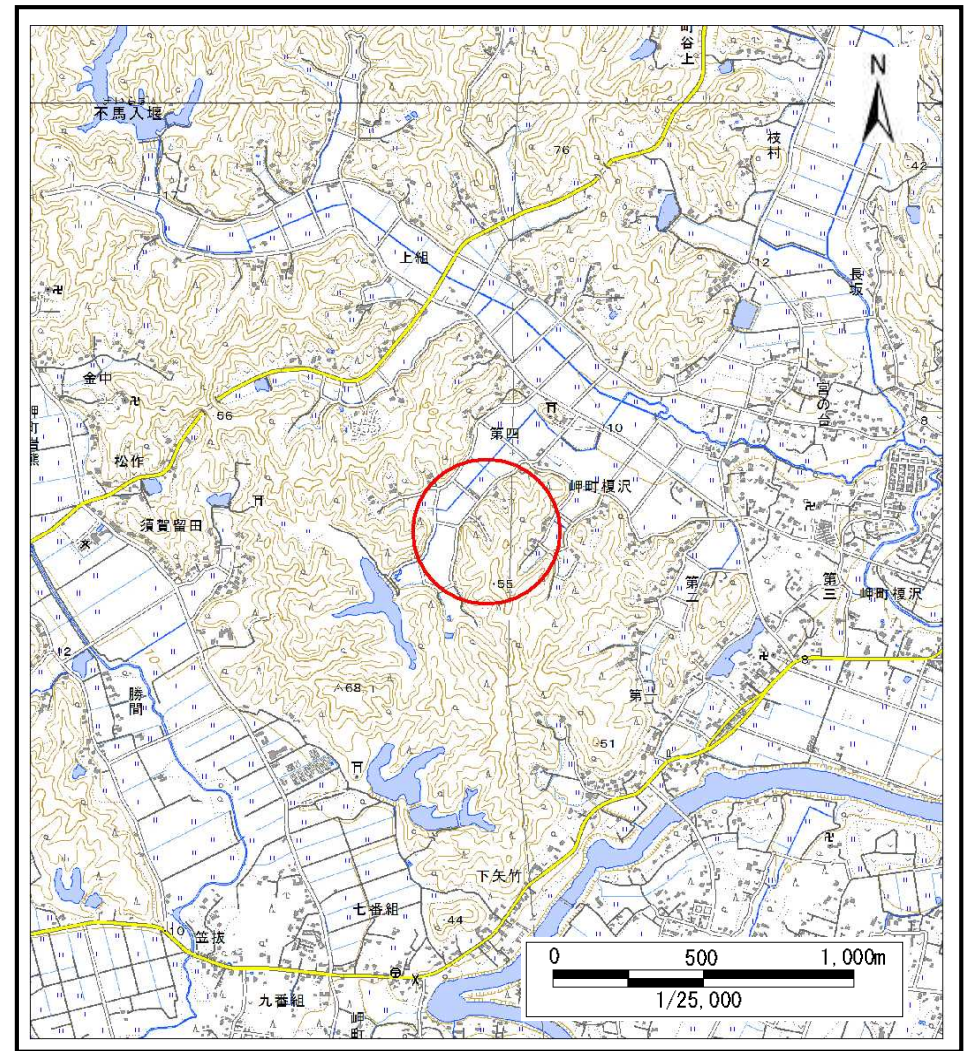 町谷上
N
不馬入堰
枝村
76
42
上組
12
長坂
金中
宮の台
56
第四
10
8
松作
岬町榎沢
須賀留田
第二
第三
岬町榎沢
55
12
8
68
勝間
第一
51
下矢竹
七番組
44
10
笠抜
九番組
岬町
0 500 1,000m
1/25,000